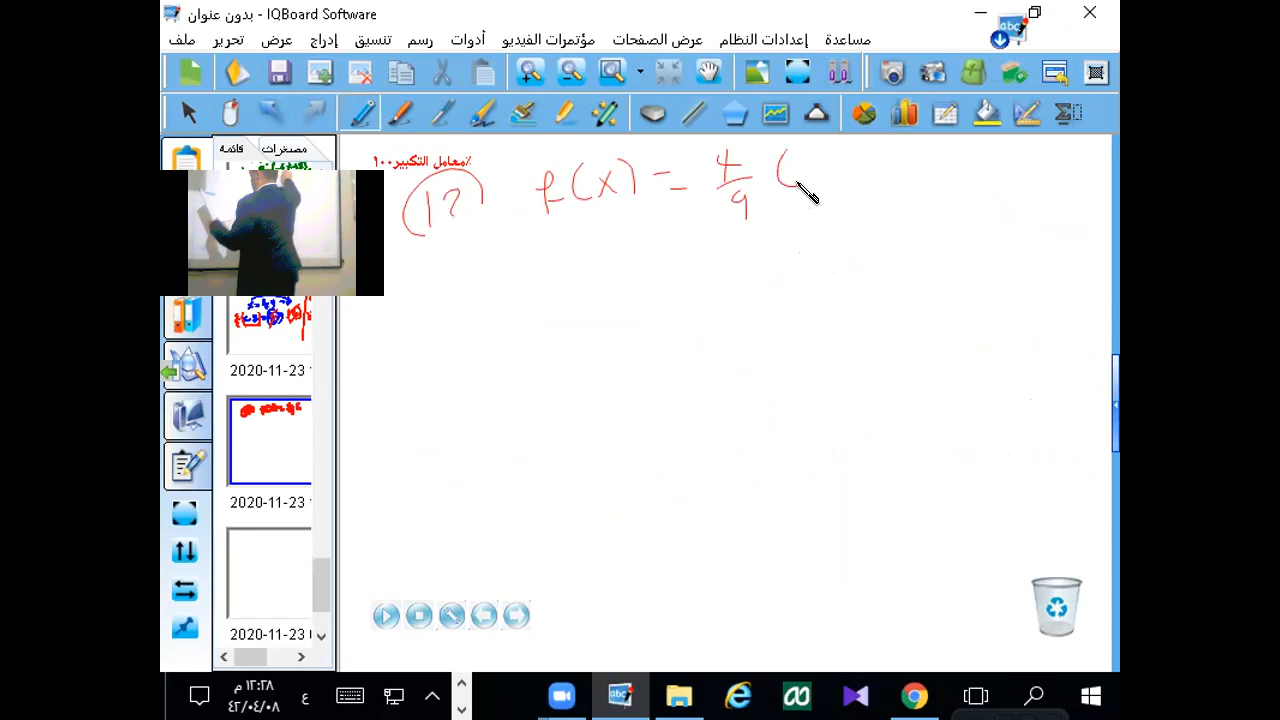 بدون عنوان - IQBoard Software
ملف تحرير عرض إدراج تنسيق رسم أدوات مؤتمرات الفيديو عرض الصفحات إعدادات النظام مساعدة
قائمة مصغرات
معامل التكبير١٠٠٪
f(x) = 4/9 (
2020-11-23
2020-11-23
2020-11-23
١٢:٢٨ م
٤٢/٠٤/٠٨
ع
abc